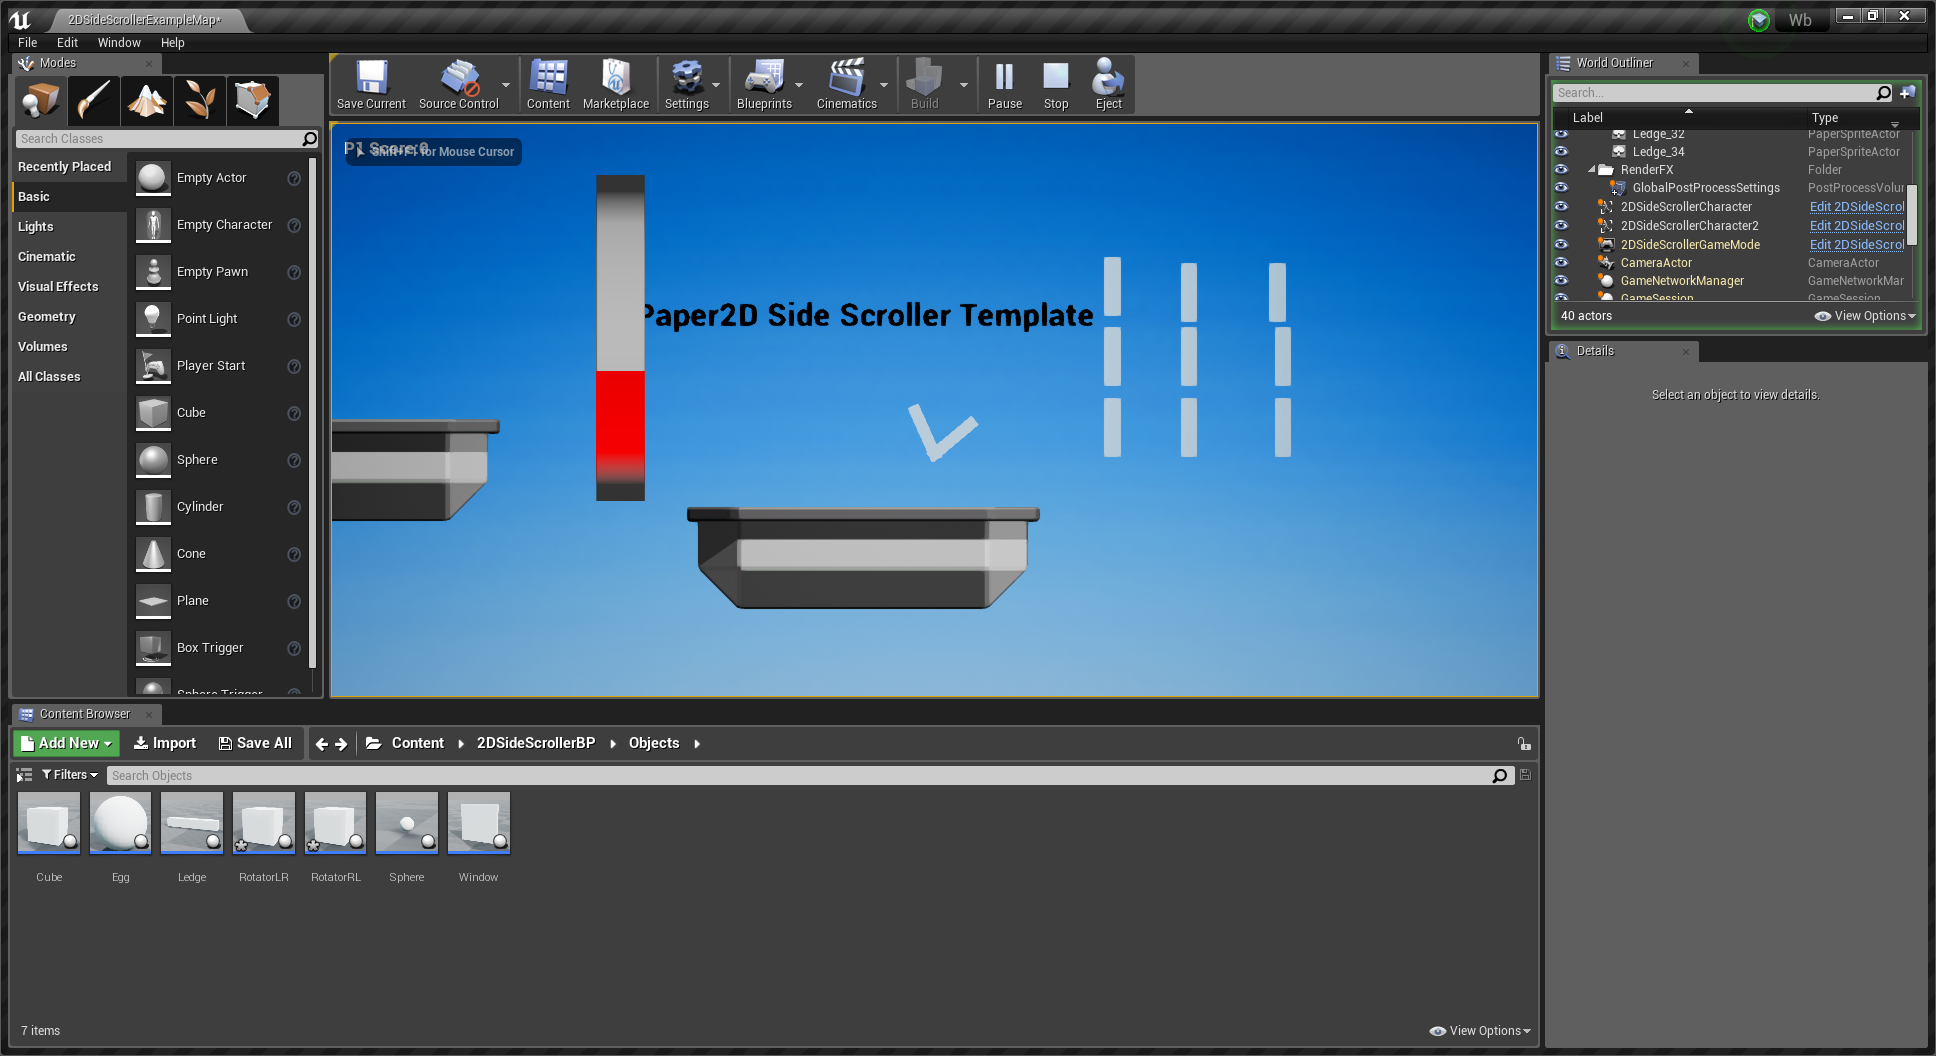 2DSideScrollerExampleMap*
Wb
File Edit Window Help
Modes
Search Classes
Recently Placed
Basic
Lights
Cinematic
Visual Effects
Geometry
Volumes
All Classes
Empty Actor
Empty Character
Empty Pawn
Point Light
Player Start
Cube
Sphere
Cylinder
Cone
Plane
Box Trigger
Sphere Trigger
Save Current
Source Control
Content
Marketplace
Settings
Blueprints
Cinematics
Build
Pause
Stop
Eject
P1 Score:0
Shift+F1 for Mouse Cursor
Paper2D Side Scroller Template
World Outliner
Search...
Label Type
Ledge_32 PaperSpriteActor
Ledge_34 PaperSpriteActor
RenderFX Folder
GlobalPostProcessSettings PostProcessVolur
2DSideScrollerCharacter Edit 2DSideScrol
2DSideScrollerCharacter2 Edit 2DSideScrol
2DSideScrollerGameMode Edit 2DSideScrol
CameraActor CameraActor
GameNetworkManager GameNetworkMar
GameSession GameSession
40 actors View Options
Details
Select an object to view details.
Content Browser
Add New Import Save All Content 2DSideScrollerBP Objects
Filters Search Objects
Cube Egg Ledge RotatorLR RotatorRL Sphere Window
7 items View Options